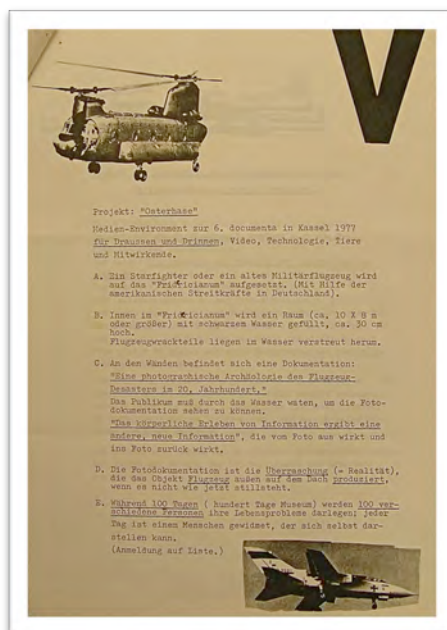 V
Projekt: "Osterhase"
Medien-Environment zur 6. documenta in Kassel 1977
für Draussen und Drinnen, Video, Technologie, Tiere
und Mitwirkende.
A. Ein Starfighter oder ein altes Militärflugzeug wird
auf das "Fridricianum" aufgesetzt. (Mit Hilfe der
amerikanischen Streitkräfte in Deutschland).
B. Innen im "Fridricianum" wird ein Raum (ca. 10 X 8 m
oder größer) mit schwarzem Wasser gefüllt, ca. 30 cm
hoch.
Flugzeugwrackteile liegen im Wasser verstreut herum.
C. An den Wänden befindet sich eine Dokumentation:
"Eine photographische Archäologie des Flugzeug-
Desasters im 20. Jahrhundert."
Das Publikum muß durch das Wasser waten, um die Foto-
dokumentation sehen zu können.
"Das körperliche Erleben von Information ergibt eine
andere, neue Information", die vom Foto aus wirkt und
ins Foto zurück wirkt.
D. Die Fotodokumentation ist die Überraschung (= Realität),
die das Objekt Flugzeug außen auf dem Dach produziert,
wenn es nicht wie jetzt stillsteht.
E. Während 100 Tagen ( hundert Tage Museum) werden 100 ver-
schiedene Personen ihre Lebensprobleme darlegen; jeder
Tag ist einem Menschen gewidmet, der sich selbst dar-
stellen kann.
(Anmeldung auf Liste.)